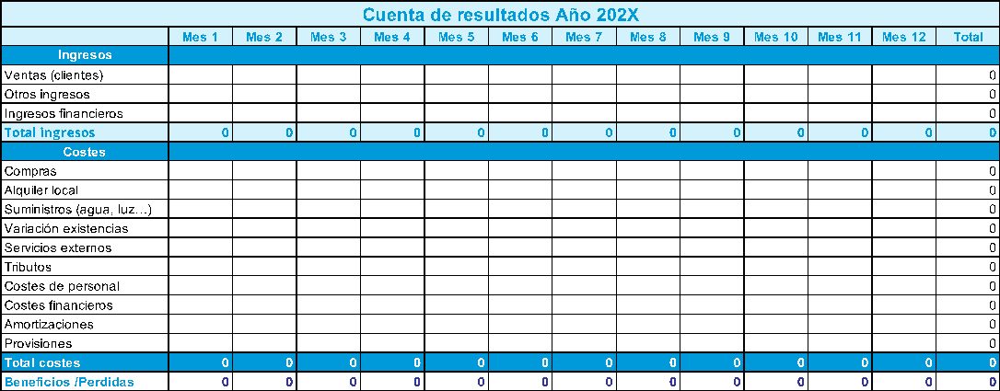 Cuenta de resultados Año 202X
Mes 1 Mes 2 Mes 3 Mes 4 Mes 5 Mes 6 Mes 7 Mes 8 Mes 9 Mes 10 Mes 11 Mes 12 Total
Ingresos
Ventas (clientes) 0
Otros ingresos 0
Ingresos financieros 0
Total ingresos 0 0 0 0 0 0 0 0 0 0 0 0 0
Costes
Compras 0
Alquiler local 0
Suministros (agua, luz...) 0
Variación existencias 0
Servicios externos 0
Tributos 0
Costes de personal 0
Costes financieros 0
Amortizaciones 0
Provisiones 0
Total costes 0 0 0 0 0 0 0 0 0 0 0 0 0
Beneficios /Perdidas 0 0 0 0 0 0 0 0 0 0 0 0 0